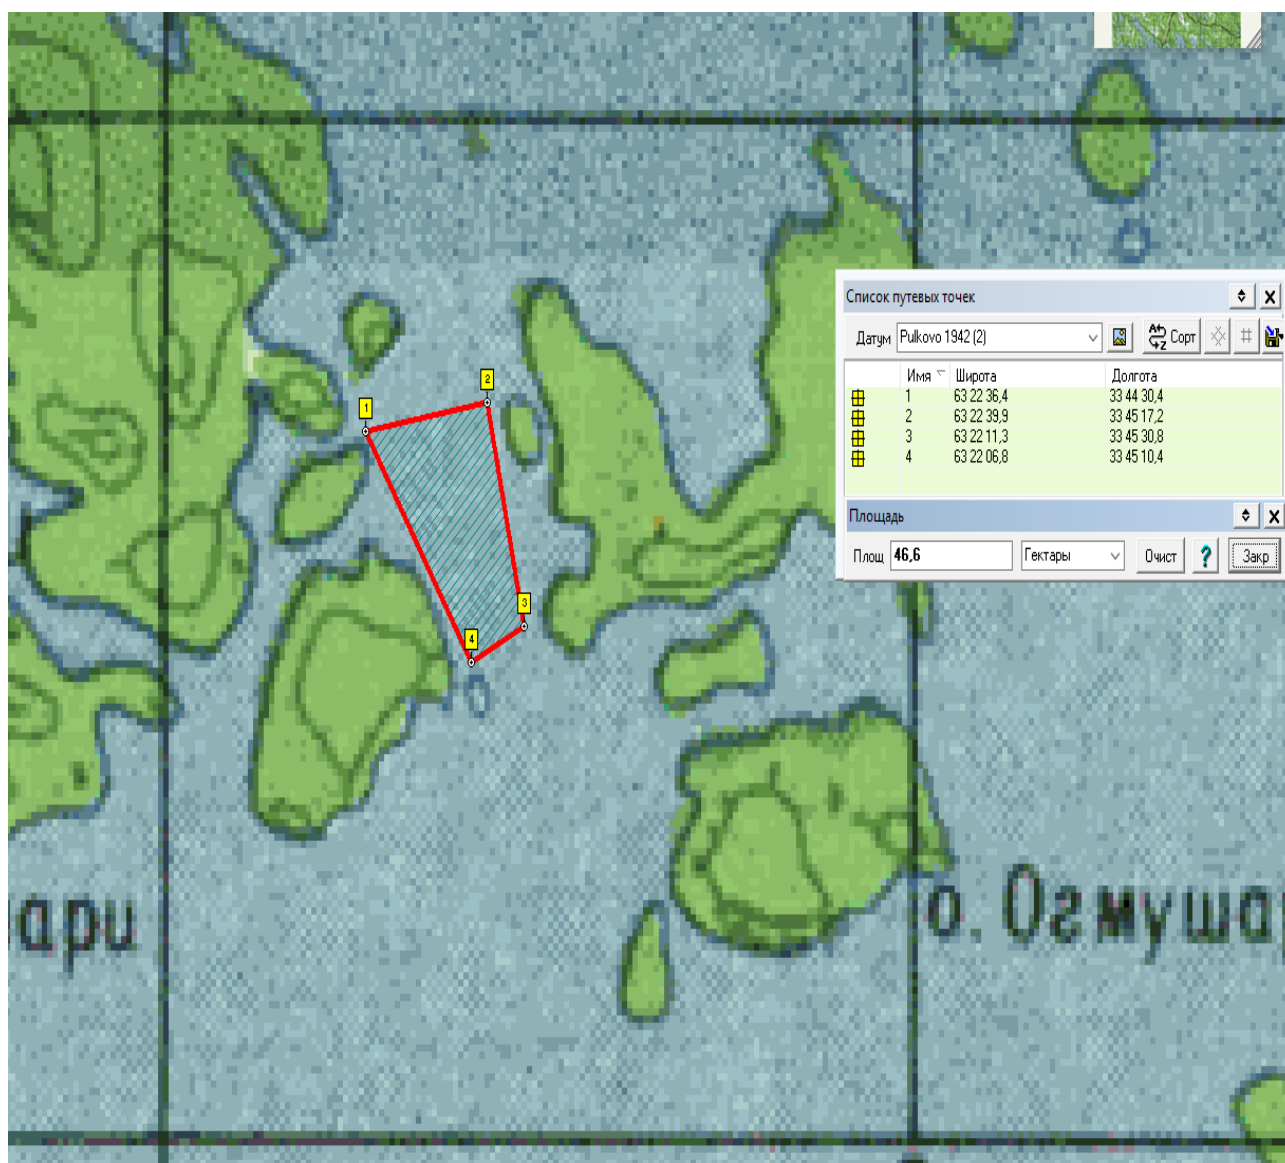 Список путевых точек
Датум Pulkovo 1942 (2) Сорт
Имя Широта Долгота
1 63 22 36,4 33 44 30,4
2 63 22 39,9 33 45 17,2
3 63 22 11,3 33 45 30,8
4 63 22 06,8 33 45 10,4
Площадь
Площ 46,6 Гектары Очист ? Закр
2
1
3
4
ари
о. Огмуша